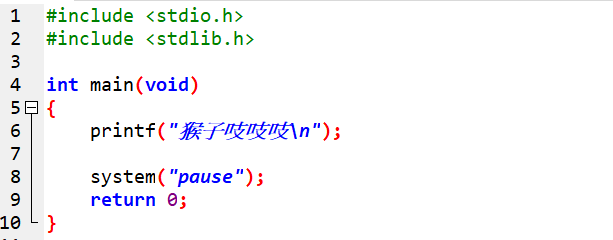 1 #include <stdio.h>
2 #include <stdlib.h>
3
4 int main(void)
5 {
6     printf("猴子吱吱吱\n");
7
8     system("pause");
9     return 0;
10 }